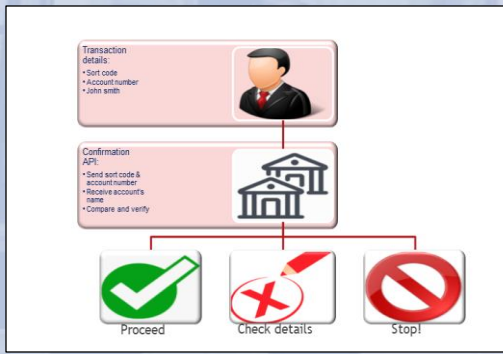 Transaction
details:
• Sort code
• Account number
• John smith
Confirmation
API:
• Send sort code &
account number
• Receive account's
name
• Compare and verify
Proceed
Check details
Stop!